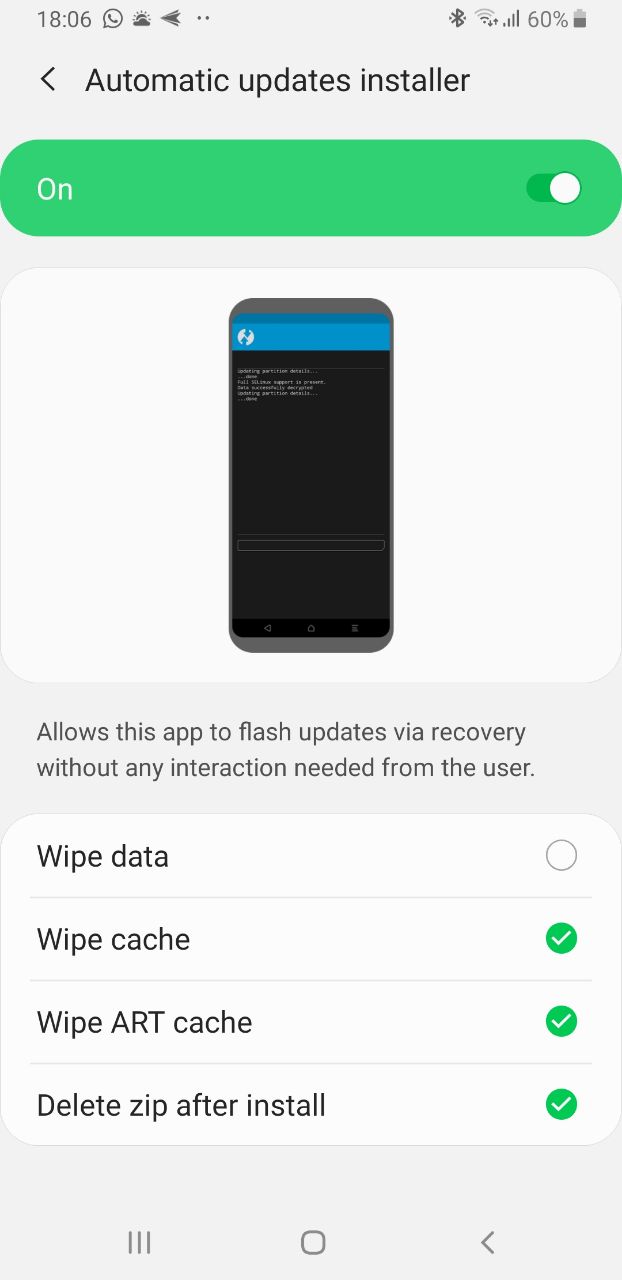 18:06
60%
Automatic updates installer
On
Updating partition details...
...done
Full SELinux support is present.
Data successfully decrypted
Updating partition details...
...done
Allows this app to flash updates via recovery
without any interaction needed from the user.
Wipe data
Wipe cache
Wipe ART cache
Delete zip after install